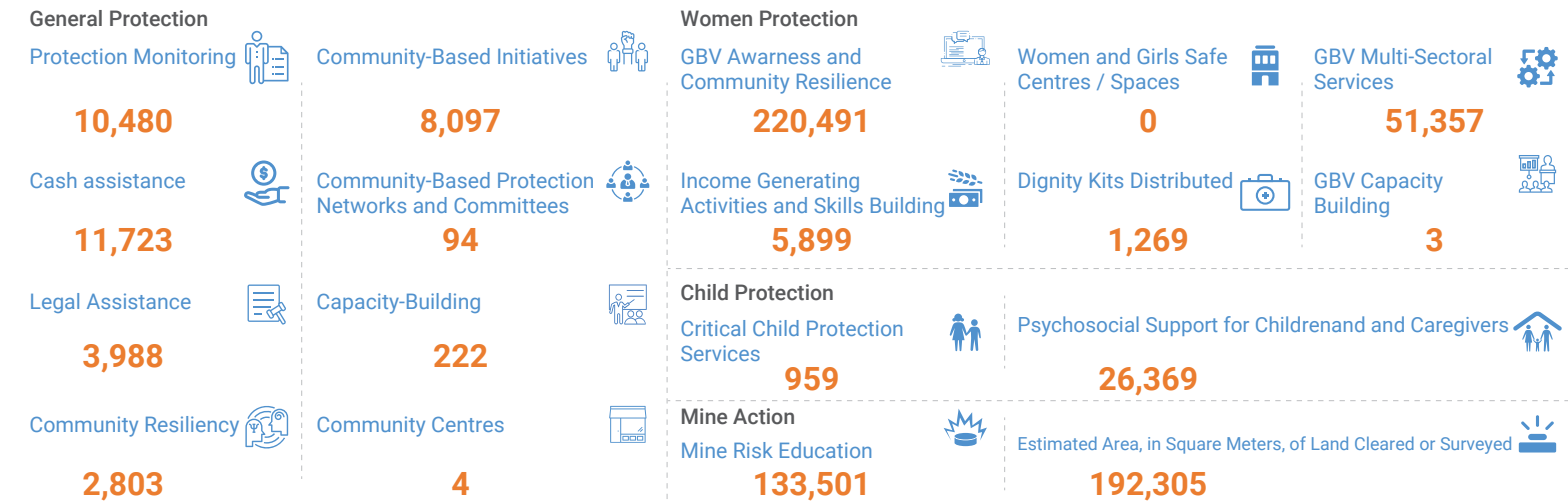 General Protection
Protection Monitoring
10,480
Community-Based Initiatives
8,097
Cash assistance
11,723
Community-Based Protection
Networks and Committees
94
Legal Assistance
3,988
Capacity-Building
222
Community Resiliency
2,803
Community Centres
4
Women Protection
GBV Awarness and
Community Resilience
220,491
Women and Girls Safe
Centres / Spaces
0
GBV Multi-Sectoral
Services
51,357
Income Generating
Activities and Skills Building
5,899
Dignity Kits Distributed
1,269
GBV Capacity
Building
3
Child Protection
Critical Child Protection
Services
959
Psychosocial Support for Childrenand and Caregivers
26,369
Mine Action
Mine Risk Education
133,501
Estimated Area, in Square Meters, of Land Cleared or Surveyed
192,305